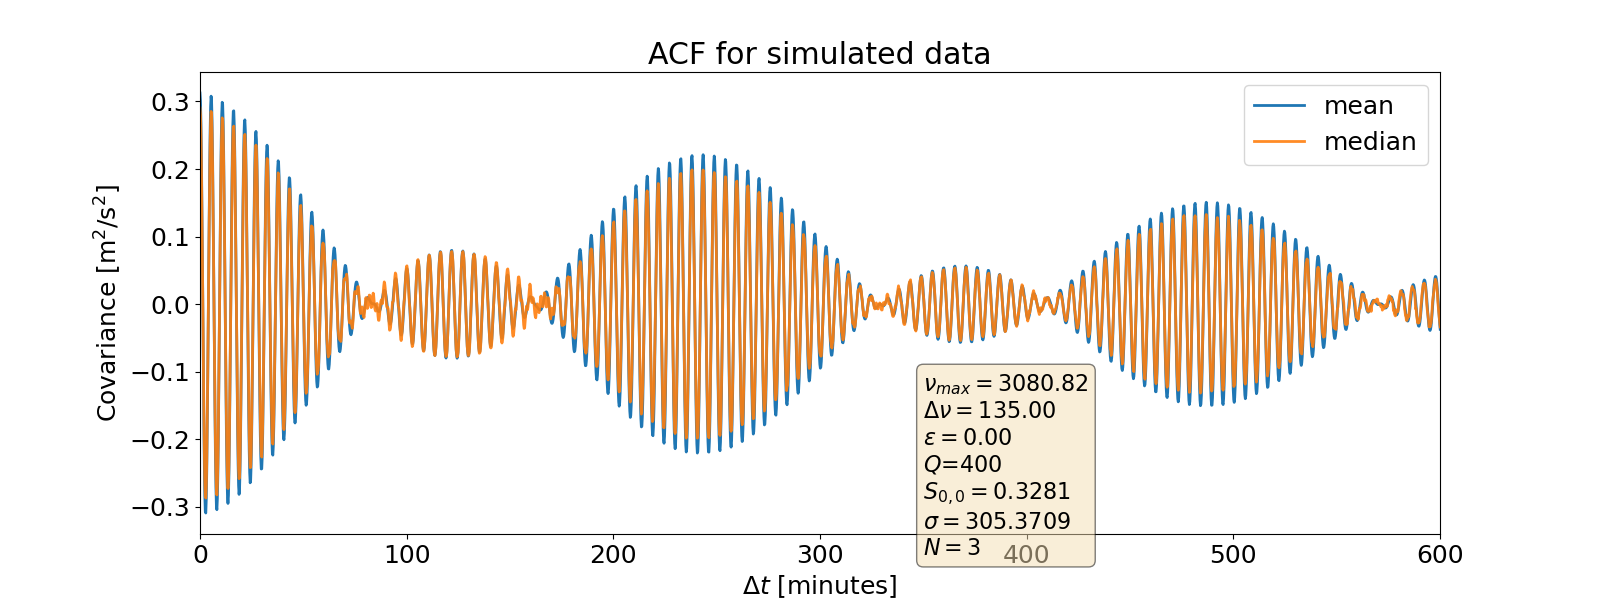 ACF for simulated data
mean
median
0.3
0.2
0.1
0.0
−0.1
−0.2
−0.3
Covariance [m²/s²]
ν_max = 3080.82
Δν = 135.00
ε = 0.00
Q=400
S_0,0 = 0.3281
σ = 305.3709
N = 3
0 100 200 300 400 500 600
Δt [minutes]